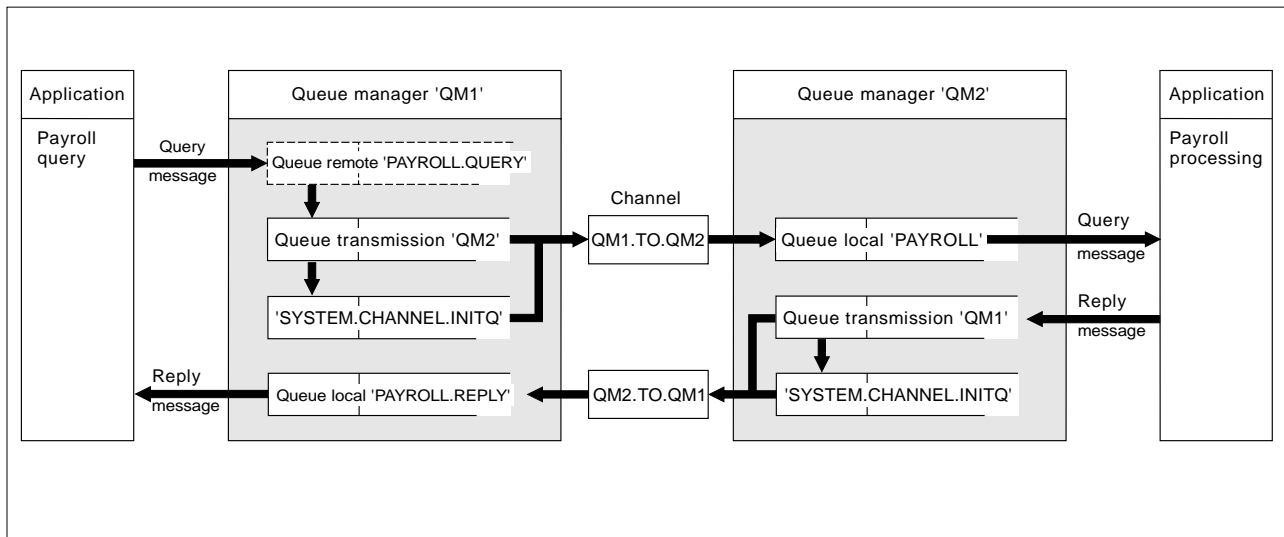 Application
Payroll
query
Query
message
Reply
message
Queue manager 'QM1'
Queue remote 'PAYROLL.QUERY'
Queue transmission 'QM2'
'SYSTEM.CHANNEL.INITQ'
Queue local 'PAYROLL.REPLY'
Channel
QM1.TO.QM2
QM2.TO.QM1
Queue manager 'QM2'
Queue local 'PAYROLL'
Queue transmission 'QM1'
'SYSTEM.CHANNEL.INITQ'
Query
message
Reply
message
Application
Payroll
processing